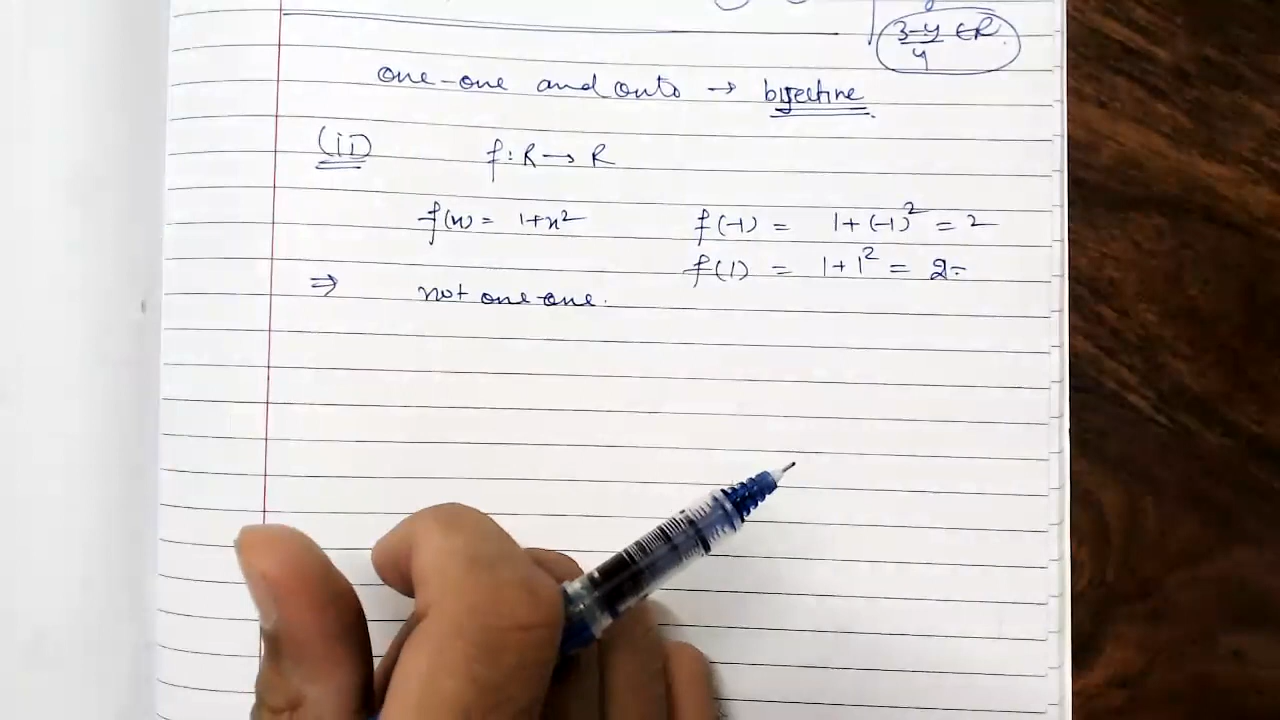 3-y/4 ∈ R
one-one and onto → bijective.
(ii) f: R → R
f(x) = 1+x² f(-1) = 1+(-1)² = 2
f(1) = 1+1² = 2
⇒ not one-one.